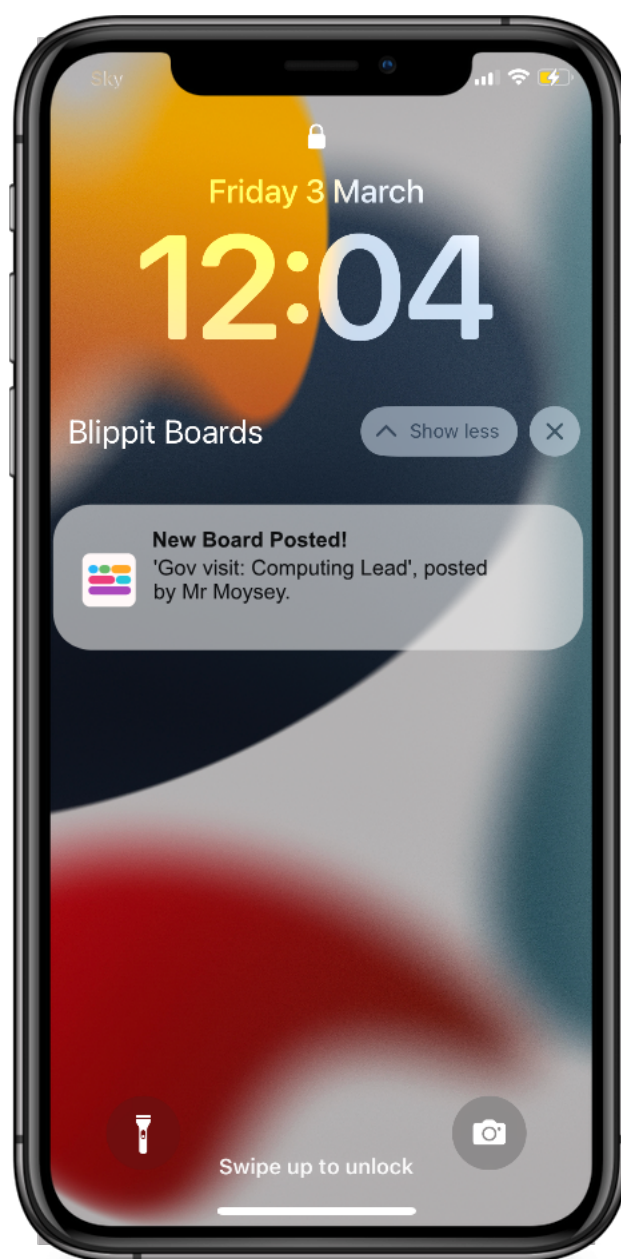 Sky
Friday 3 March
12:04
Blippit Boards
Show less
New Board Posted!
'Gov visit: Computing Lead', posted
by Mr Moysey.
Swipe up to unlock